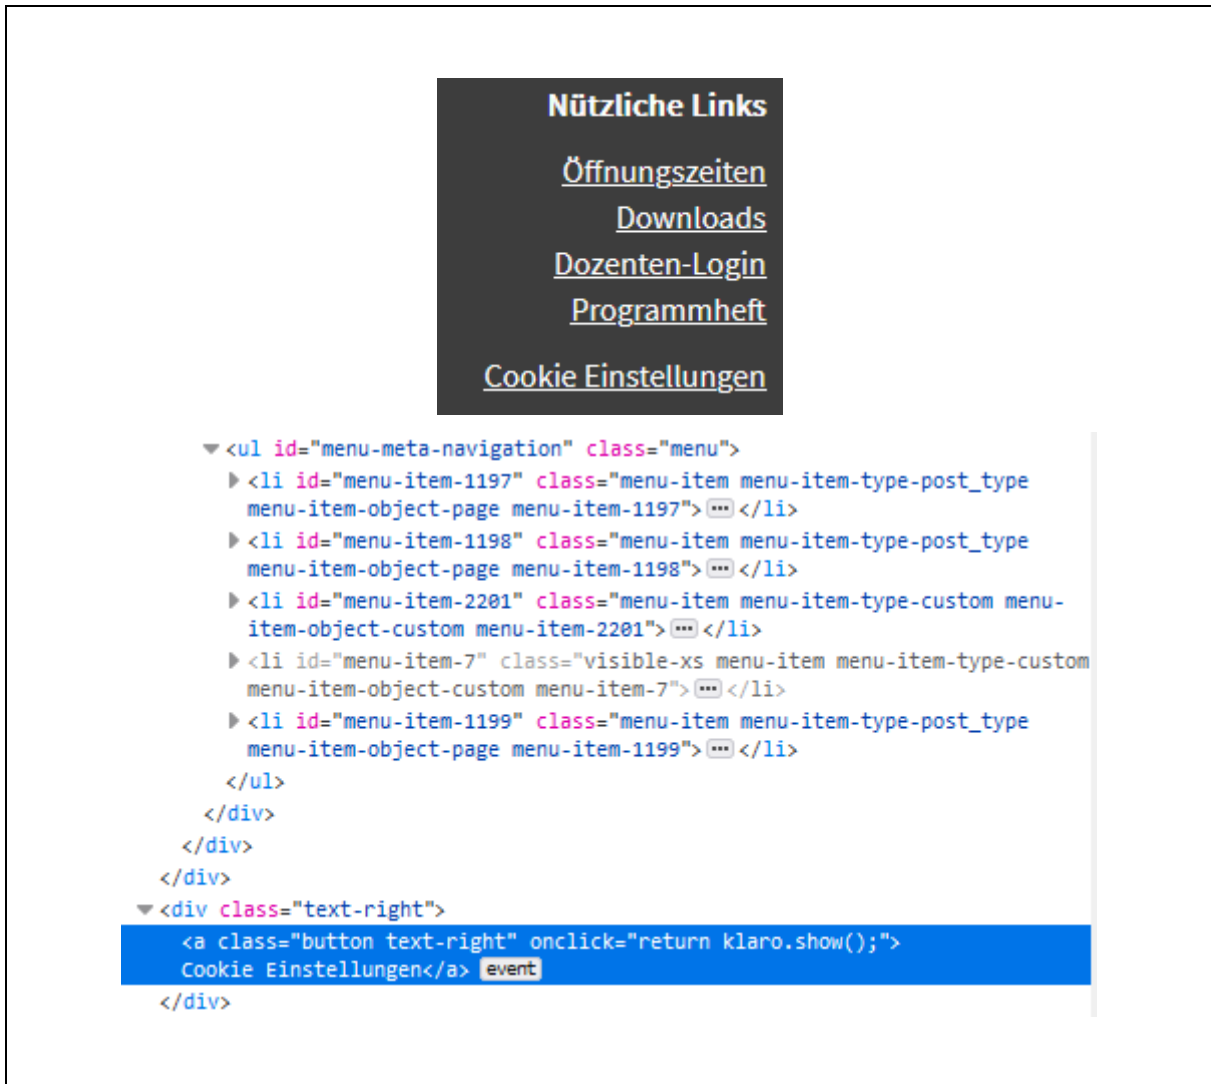 Nützliche Links
Öffnungszeiten
Downloads
Dozenten-Login
Programmheft
Cookie Einstellungen
<ul id="menu-meta-navigation" class="menu">
<li id="menu-item-1197" class="menu-item menu-item-type-post_type
menu-item-object-page menu-item-1197"> ••• </li>
<li id="menu-item-1198" class="menu-item menu-item-type-post_type
menu-item-object-page menu-item-1198"> ••• </li>
<li id="menu-item-2201" class="menu-item menu-item-type-custom menu-
item-object-custom menu-item-2201"> ••• </li>
<li id="menu-item-7" class="visible-xs menu-item menu-item-type-custom
menu-item-object-custom menu-item-7"> ••• </li>
<li id="menu-item-1199" class="menu-item menu-item-type-post_type
menu-item-object-page menu-item-1199"> ••• </li>
</ul>
</div>
</div>
</div>
<div class="text-right">
<a class="button text-right" onclick="return klaro.show();">
Cookie Einstellungen</a> event
</div>